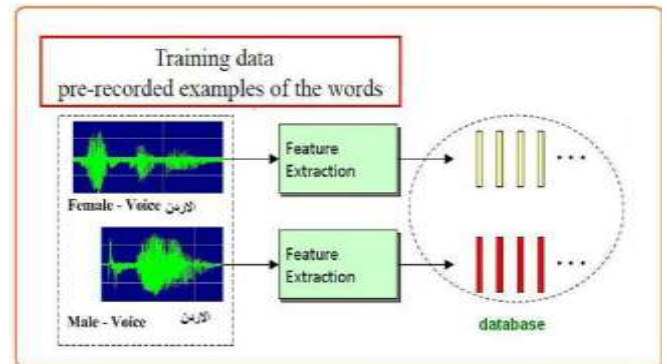 Training data
pre-recorded examples of the words
Feature
Extraction
Female - Voice الاردن
Feature
Extraction
Male - Voice الاردن
database